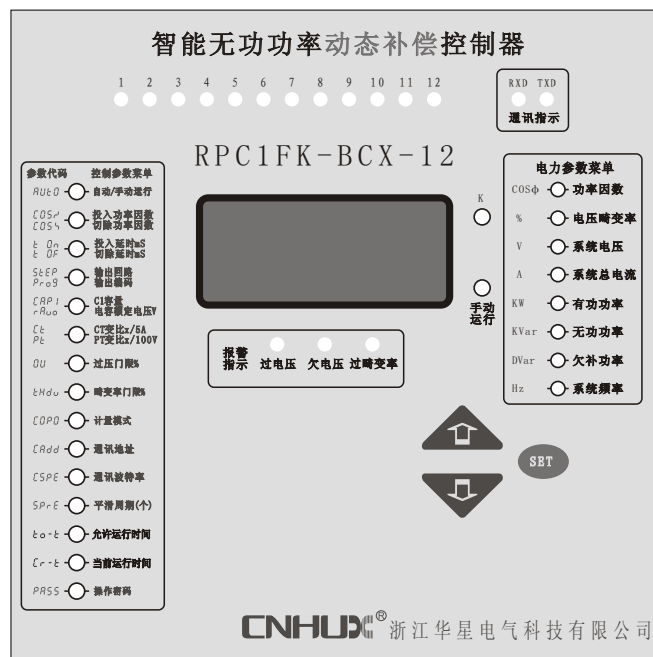 智能无功功率动态补偿控制器
1 2 3 4 5 6 7 8 9 10 11 12
RXD TXD
通讯指示
RPC1FK-BCX-12
参数代码 控制参数菜单
AUtO 自动/手动运行
COS 投入功率因数
COS 切除功率因数
t On 投入延时mS
t OF 切除延时mS
StEP 输出回路
Prog 输出编码
CAP1 C1容量
rAuo 电容额定电压V
Ct CT变比x/5A
Pt PT变比x/100V
OU 过压门限%
tHdu 畸变率门限%
COPO 计量模式
CAdd 通讯地址
CSPE 通讯波特率
SPrE 平滑周期(个)
to-t 允许运行时间
Cr-t 当前运行时间
PASS 操作密码
K
手动
运行
报警
指示 过电压 欠电压 过畸变率
电力参数菜单
COSφ 功率因数
% 电压畸变率
V 系统电压
A 系统总电流
KW 有功功率
KVar 无功功率
DVar 欠补功率
Hz 系统频率
SET
CNHUX® 浙江华星电气科技有限公司